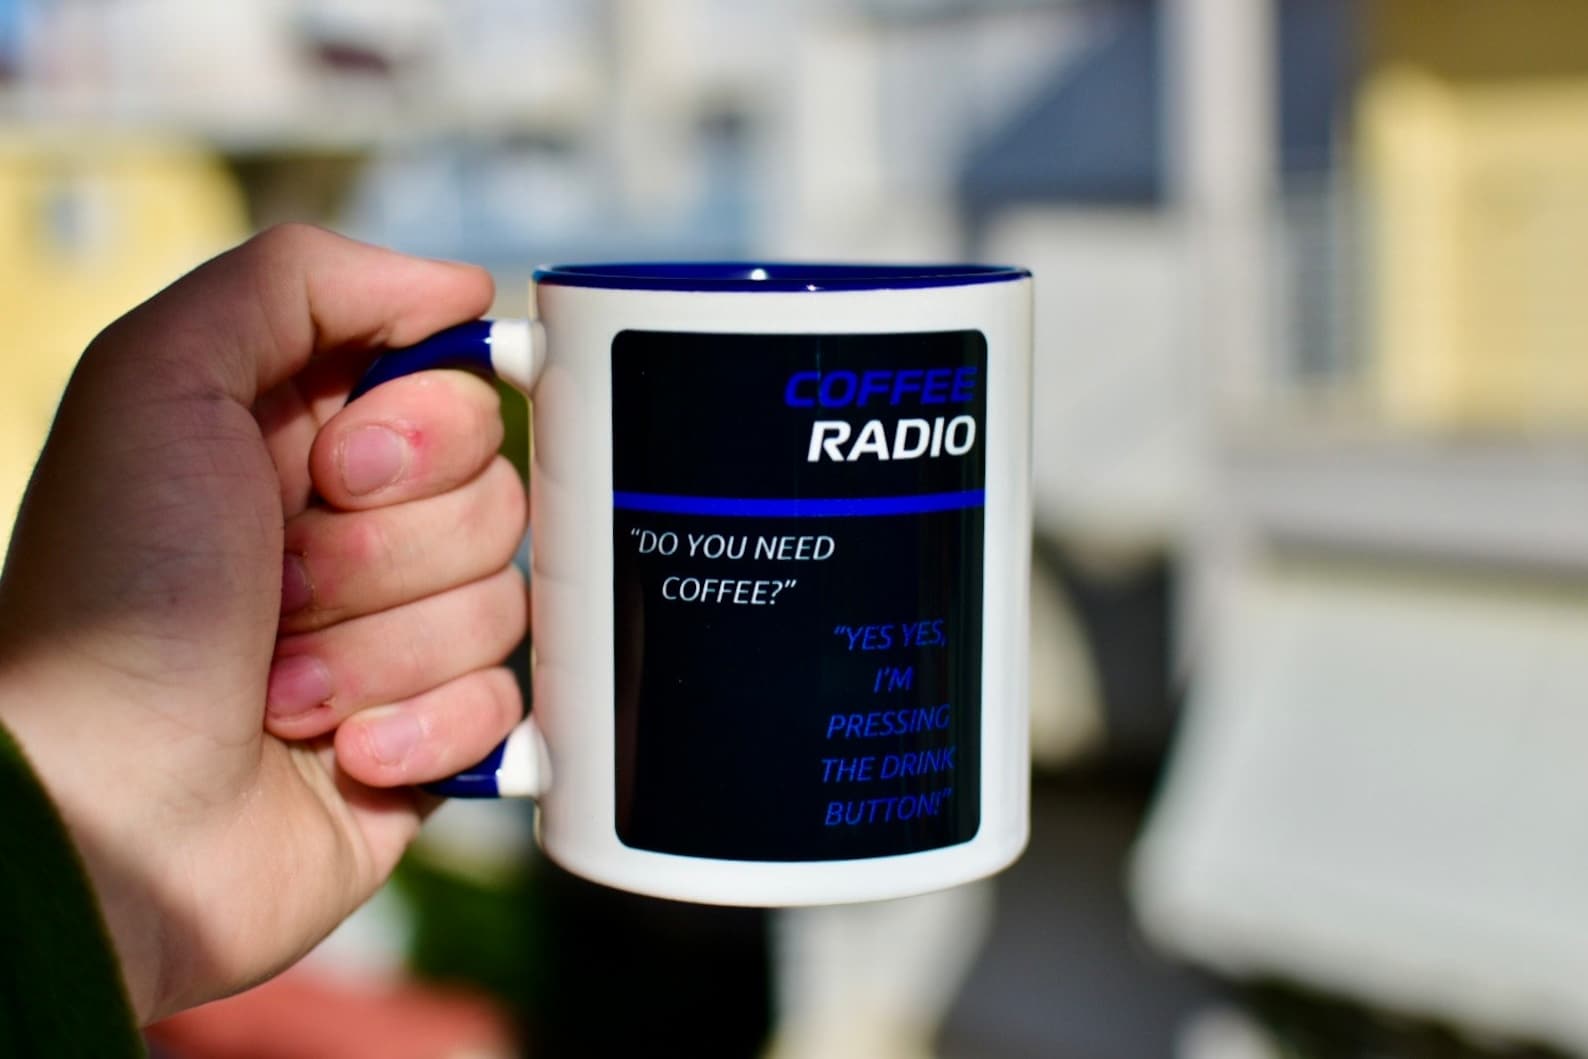 COFFEE
RADIO
“DO YOU NEED
COFFEE?”
“YES YES,
I’M
PRESSING
THE DRINK
BUTTON!”